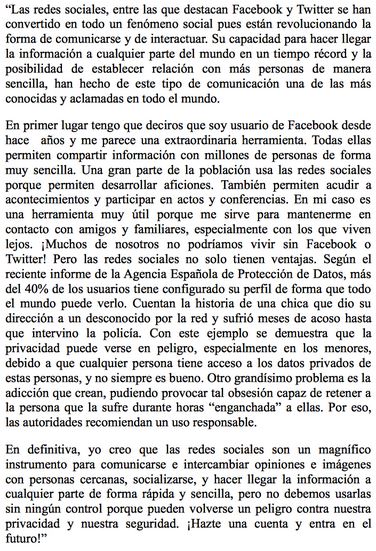 “Las redes sociales, entre las que destacan Facebook y Twitter se han
convertido en todo un fenómeno social pues están revolucionando la
forma de comunicarse y de interactuar. Su capacidad para hacer llegar
la información a cualquier parte del mundo en un tiempo récord y la
posibilidad de establecer relación con más personas de manera
sencilla, han hecho de este tipo de comunicación una de las más
conocidas y aclamadas en todo el mundo.

En primer lugar tengo que deciros que soy usuario de Facebook desde
hace años y me parece una extraordinaria herramienta. Todas ellas
permiten compartir información con millones de personas de forma
muy sencilla. Una gran parte de la población usa las redes sociales
porque permiten desarrollar aficiones. También permiten acudir a
acontecimientos y participar en actos y conferencias. En mi caso es
una herramienta muy útil porque me sirve para mantenerme en
contacto con amigos y familiares, especialmente con los que viven
lejos. ¡Muchos de nosotros no podríamos vivir sin Facebook o
Twitter! Pero las redes sociales no solo tienen ventajas. Según el
reciente informe de la Agencia Española de Protección de Datos, más
del 40% de los usuarios tiene configurado su perfil de forma que todo
el mundo puede verlo. Cuentan la historia de una chica que dio su
dirección a un desconocido por la red y sufrió meses de acoso hasta
que intervino la policía. Con este ejemplo se demuestra que la
privacidad puede verse en peligro, especialmente en los menores,
debido a que cualquier persona tiene acceso a los datos privados de
estas personas, y no siempre es bueno. Otro grandísimo problema es la
adicción que crean, pudiendo provocar tal obsesión capaz de retener a
la persona que la sufre durante horas “enganchada” a ellas. Por eso,
las autoridades recomiendan un uso responsable.

En definitiva, yo creo que las redes sociales son un magnífico
instrumento para comunicarse e intercambiar opiniones e imágenes
con personas cercanas, socializarse, y hacer llegar la información a
cualquier parte de forma rápida y sencilla, pero no debemos usarlas
sin ningún control porque pueden volverse un peligro contra nuestra
privacidad y nuestra seguridad. ¡Hazte una cuenta y entra en el
futuro!”